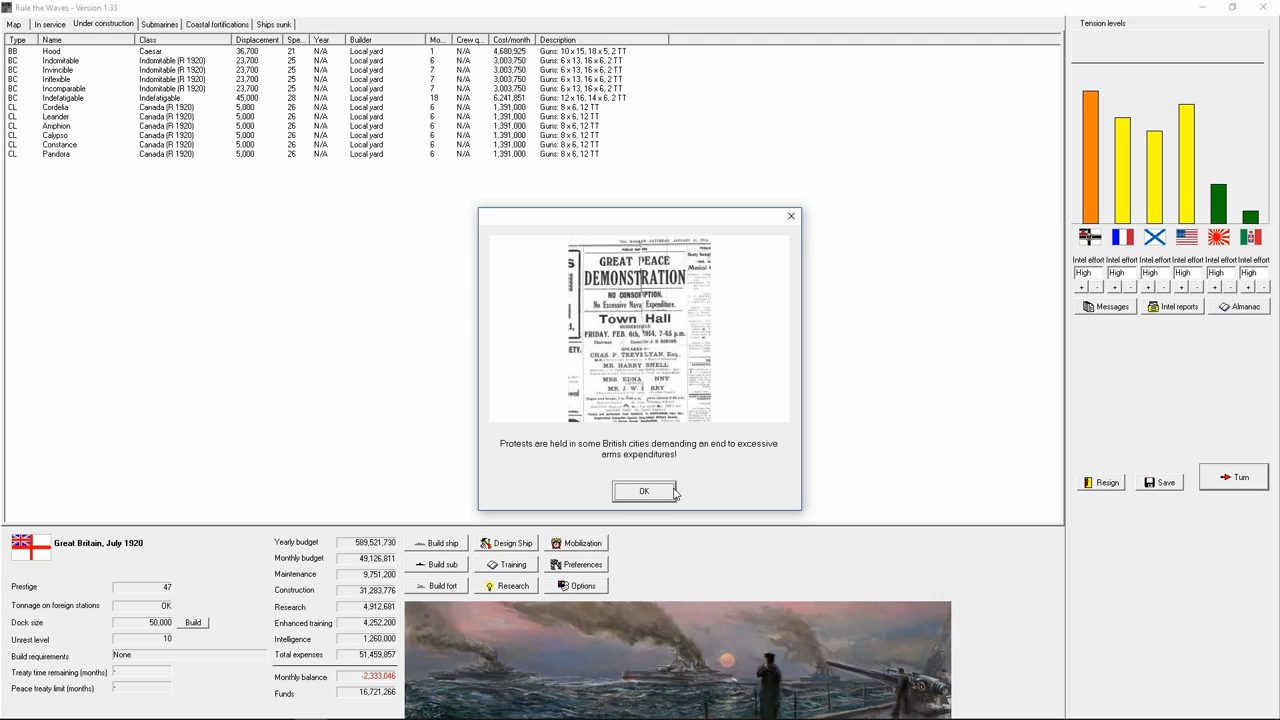 Rule the Waves - Version 1.33
Map In service Under construction Submarines Coastal fortifications Ships sunk
Type Name Class Displacement Spe... Year Builder Mo... Crew q... Cost/month Description
BB Hood Caesar 36,700 21 N/A Local yard 1 N/A 4,680,925 Guns: 10 x 15, 18 x 5, 2 TT
BC Indomitable Indomitable (R 1920) 23,700 25 N/A Local yard 6 N/A 3,003,750 Guns: 6 x 13, 16 x 6, 2 TT
BC Invincible Indomitable (R 1920) 23,700 25 N/A Local yard 7 N/A 3,003,750 Guns: 6 x 13, 16 x 6, 2 TT
BC Inflexible Indomitable (R 1920) 23,700 25 N/A Local yard 7 N/A 3,003,750 Guns: 6 x 13, 16 x 6, 2 TT
BC Incomparable Indomitable (R 1920) 23,700 25 N/A Local yard 7 N/A 3,003,750 Guns: 6 x 13, 16 x 6, 2 TT
BC Indefatigable Indefatigable 45,000 28 N/A Local yard 18 N/A 6,241,851 Guns: 12 x 16, 14 x 6, 2 TT
CL Cordelia Canada (R 1920) 5,000 26 N/A Local yard 6 N/A 1,391,000 Guns: 8 x 6, 12 TT
CL Leander Canada (R 1920) 5,000 26 N/A Local yard 6 N/A 1,391,000 Guns: 8 x 6, 12 TT
CL Amphion Canada (R 1920) 5,000 26 N/A Local yard 6 N/A 1,391,000 Guns: 8 x 6, 12 TT
CL Calypso Canada (R 1920) 5,000 26 N/A Local yard 6 N/A 1,391,000 Guns: 8 x 6, 12 TT
CL Constance Canada (R 1920) 5,000 26 N/A Local yard 6 N/A 1,391,000 Guns: 8 x 6, 12 TT
CL Pandora Canada (R 1920) 5,000 26 N/A Local yard 6 N/A 1,391,000 Guns: 8 x 6, 12 TT
GREAT PEACE
DEMONSTRATION
NO CONSCRIPTION.
No Excessive Naval Expenditure.
Town Hall
FRIDAY, FEB. 6th, 1914, 7-45 p.m.
CHAS P. TREVELYAN, Esq.
MR. HARRY SNELL
MRS EDNA
MR. J. W.
Protests are held in some British cities demanding an end to excessive
arms expenditures!
OK
Tension levels
Intel effort Intel effort Intel effort Intel effort Intel effort Intel effort
High High High High High High
+ - + - + - + - + - + -
Messages Intel reports Almanac
Resign Save Turn
Great Britain, July 1920
Prestige 47
Tonnage on foreign stations OK
Dock size 50,000 Build
Unrest level 10
Build requirements None
Treaty time remaining (months) -
Peace treaty limit (months) -
Yearly budget 589,521,730
Monthly budget 49,126,811
Maintenance 9,751,200
Construction 31,283,776
Research 4,912,681
Enhanced training 4,252,200
Intelligence 1,260,000
Total expenses 51,459,857
Monthly balance -2,333,046
Funds 16,721,266
Build ship Design Ship Mobilization
Build sub Training Preferences
Build fort Research Options